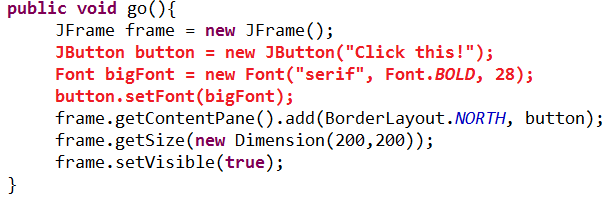 public void go(){
JFrame frame = new JFrame();
JButton button = new JButton("Click this!");
Font bigFont = new Font("serif", Font.BOLD, 28);
button.setFont(bigFont);
frame.getContentPane().add(BorderLayout.NORTH, button);
frame.getSize(new Dimension(200,200));
frame.setVisible(true);
}